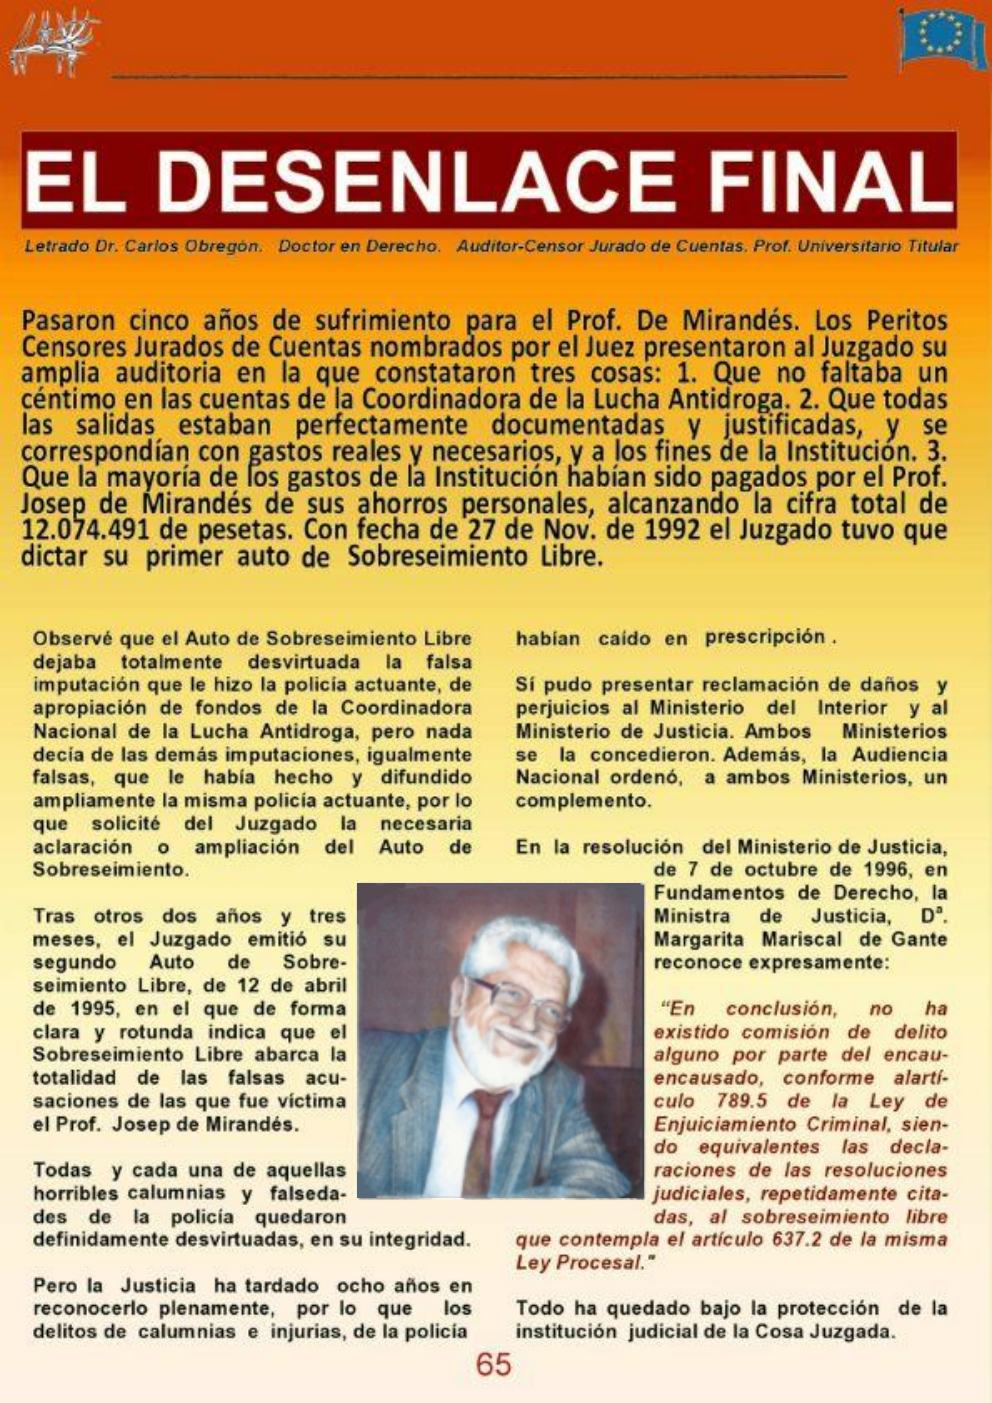 EL DESENLACE FINAL
Letrado Dr. Carlos Obregón. Doctor en Derecho. Auditor-Censor Jurado de Cuentas. Prof. Universitario Titular
Pasaron cinco años de sufrimiento para el Prof. De Mirandés. Los Peritos
Censores Jurados de Cuentas nombrados por el Juez presentaron al Juzgado su
amplia auditoria en la que constataron tres cosas: 1. Que no faltaba un
céntimo en las cuentas de la Coordinadora de la Lucha Antidroga. 2. Que todas
las salidas estaban perfectamente documentadas y justificadas, y se
correspondían con gastos reales y necesarios, y a los fines de la Institución. 3.
Que la mayoría de los gastos de la Institución habían sido pagados por el Prof.
Josep de Mirandés de sus ahorros personales, alcanzando la cifra total de
12.074.491 de pesetas. Con fecha de 27 de Nov. de 1992 el Juzgado tuvo que
dictar su primer auto de Sobreseimiento Libre.
Observé que el Auto de Sobreseimiento Libre
dejaba totalmente desvirtuada la falsa
imputación que le hizo la policía actuante, de
apropiación de fondos de la Coordinadora
Nacional de la Lucha Antidroga, pero nada
decía de las demás imputaciones, igualmente
falsas, que le había hecho y difundido
ampliamente la misma policía actuante, por lo
que solicité del Juzgado la necesaria
aclaración o ampliación del Auto de
Sobreseimiento.
Tras otros dos años y tres
meses, el Juzgado emitió su
segundo Auto de Sobre-
seimiento Libre, de 12 de abril
de 1995, en el que de forma
clara y rotunda indica que el
Sobreseimiento Libre abarca la
totalidad de las falsas acu-
saciones de las que fue víctima
el Prof. Josep de Mirandés.
Todas y cada una de aquellas
horribles calumnias y falseda-
des de la policía quedaron
definidamente desvirtuadas, en su integridad.
Pero la Justicia ha tardado ocho años en
reconocerlo plenamente, por lo que los
delitos de calumnias e injurias, de la policía
habían caído en prescripción .
Sí pudo presentar reclamación de daños y
perjuicios al Ministerio del Interior y al
Ministerio de Justicia. Ambos Ministerios
se la concedieron. Además, la Audiencia
Nacional ordenó, a ambos Ministerios, un
complemento.
En la resolución del Ministerio de Justicia,
de 7 de octubre de 1996, en
Fundamentos de Derecho, la
Ministra de Justicia, Dª.
Margarita Mariscal de Gante
reconoce expresamente:
“En conclusión, no ha
existido comisión de delito
alguno por parte del encau-
encausado, conforme alartí-
culo 789.5 de la Ley de
Enjuiciamiento Criminal, sien-
do equivalentes las decla-
raciones de las resoluciones
judiciales, repetidamente cita-
das, al sobreseimiento libre
que contempla el artículo 637.2 de la misma
Ley Procesal."
Todo ha quedado bajo la protección de la
institución judicial de la Cosa Juzgada.
65